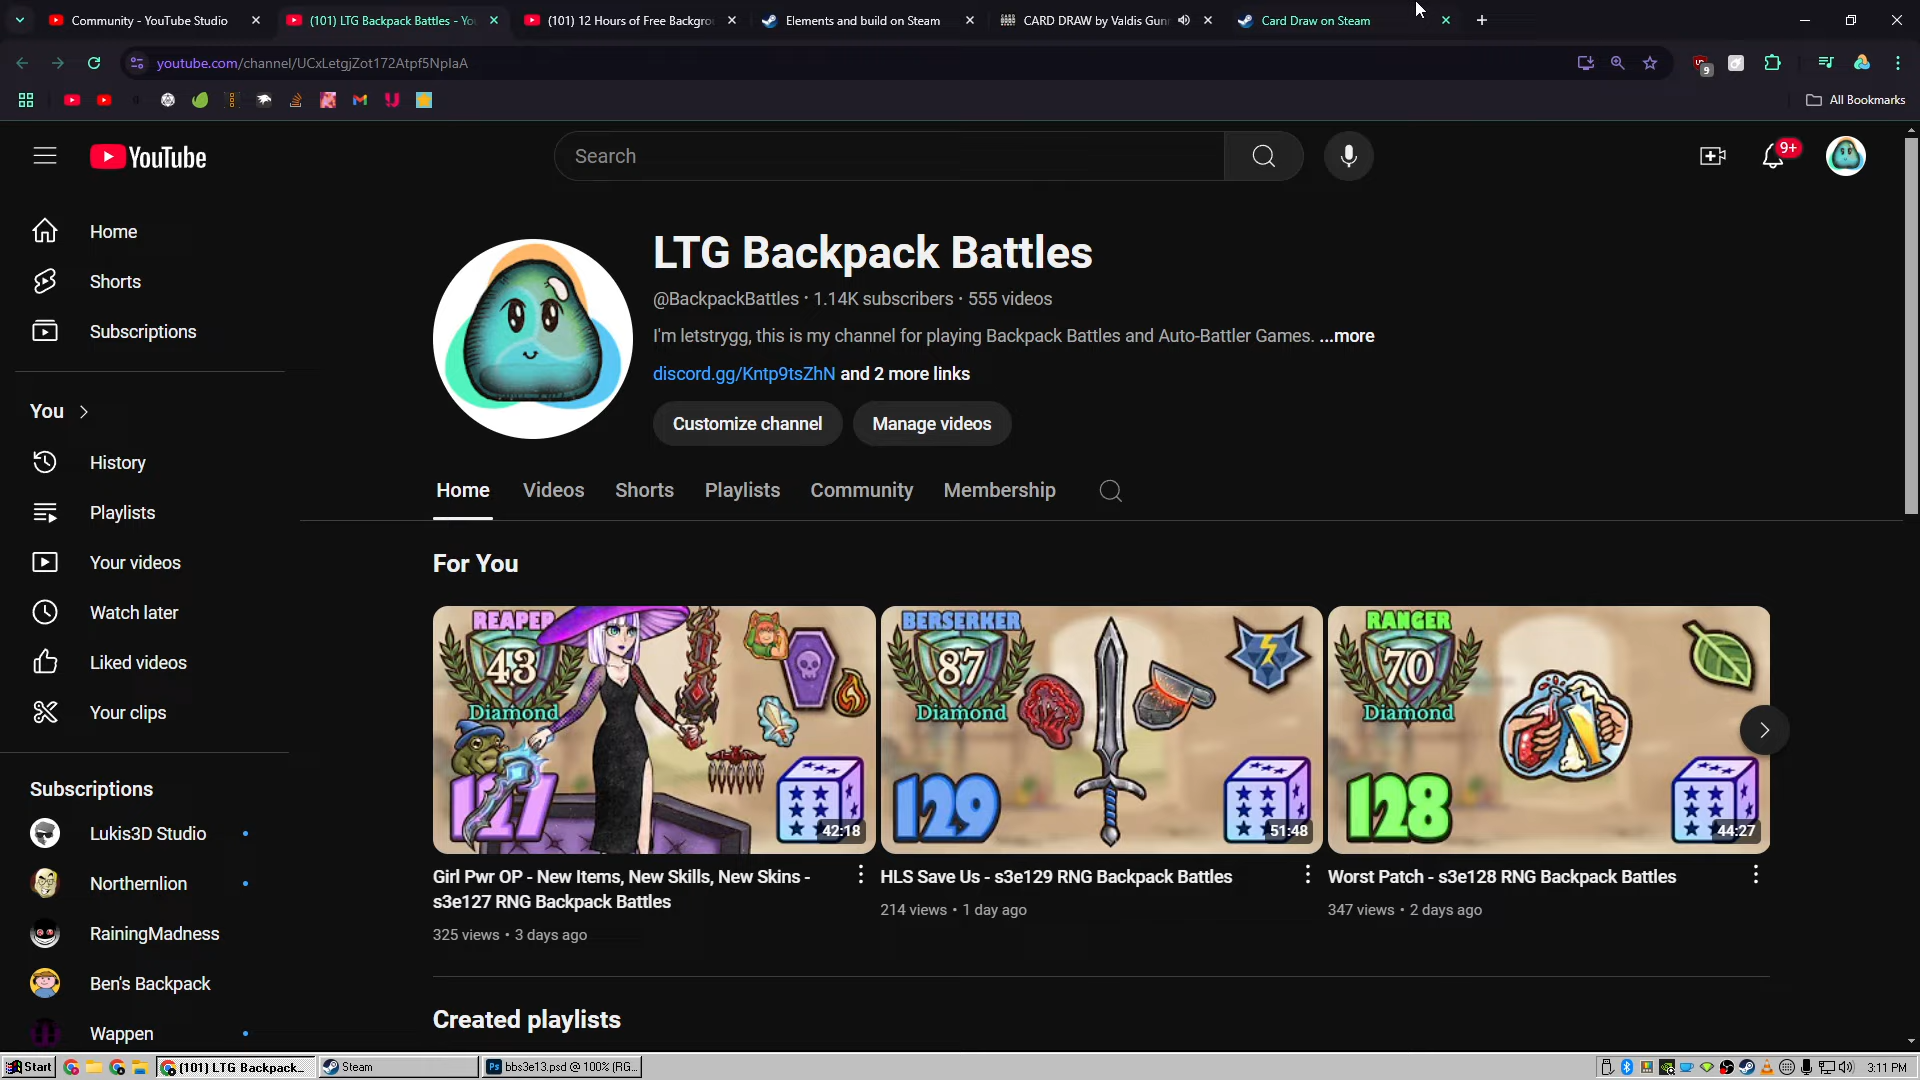 Community - YouTube Studio
(101) LTG Backpack Battles - Yo
(101) 12 Hours of Free Backgro
Elements and build on Steam
CARD DRAW by Valdis Gunn
Card Draw on Steam
youtube.com/channel/UCxLetgjZot172Atpf5NplaA
9
All Bookmarks
YouTube
Search
9+
Home
Shorts
Subscriptions
You
History
Playlists
Your videos
Watch later
Liked videos
Your clips
Subscriptions
Lukis3D Studio
Northernlion
RainingMadness
Ben's Backpack
Wappen
LTG Backpack Battles
@BackpackBattles · 1.14K subscribers · 555 videos
I'm letstrygg, this is my channel for playing Backpack Battles and Auto-Battler Games. ...more
discord.gg/Kntp9tsZhN and 2 more links
Customize channel
Manage videos
Home Videos Shorts Playlists Community Membership
For You
REAPER
43
Diamond
127
42:18
BERSERKER
87
Diamond
129
51:48
RANGER
70
Diamond
128
44:27
Girl Pwr OP - New Items, New Skills, New Skins -
s3e127 RNG Backpack Battles
325 views • 3 days ago
HLS Save Us - s3e129 RNG Backpack Battles
214 views • 1 day ago
Worst Patch - s3e128 RNG Backpack Battles
347 views • 2 days ago
Created playlists
Start
(101) LTG Backpack...
Steam
Ps
bbs3e13.psd @ 100% (RG...
3:11 PM